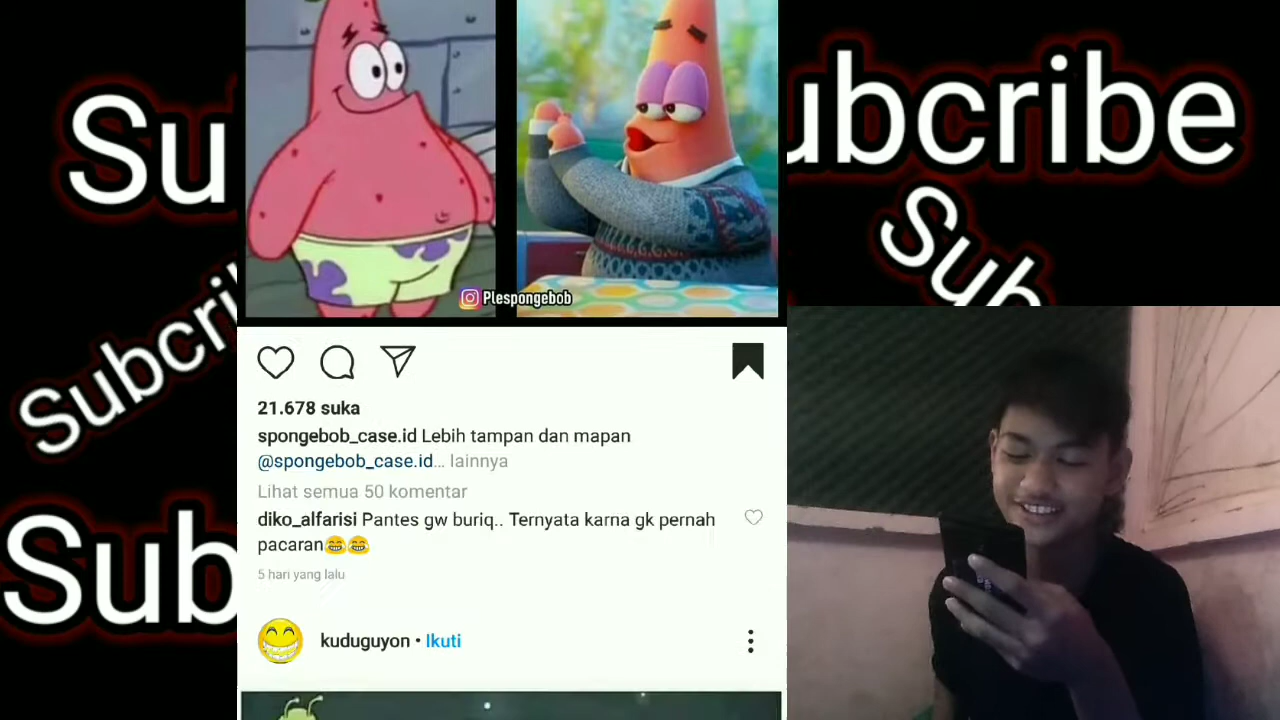 Su
ubcribe
Sub
Subcri
Sub
Plespongebob
21.678 suka
spongebob_case.id Lebih tampan dan mapan
@spongebob_case.id... lainnya
Lihat semua 50 komentar
diko_alfarisi Pantes gw buriq.. Ternyata karna gk pernah
pacaran😂😂
5 hari yang lalu
kuduguyon • Ikuti